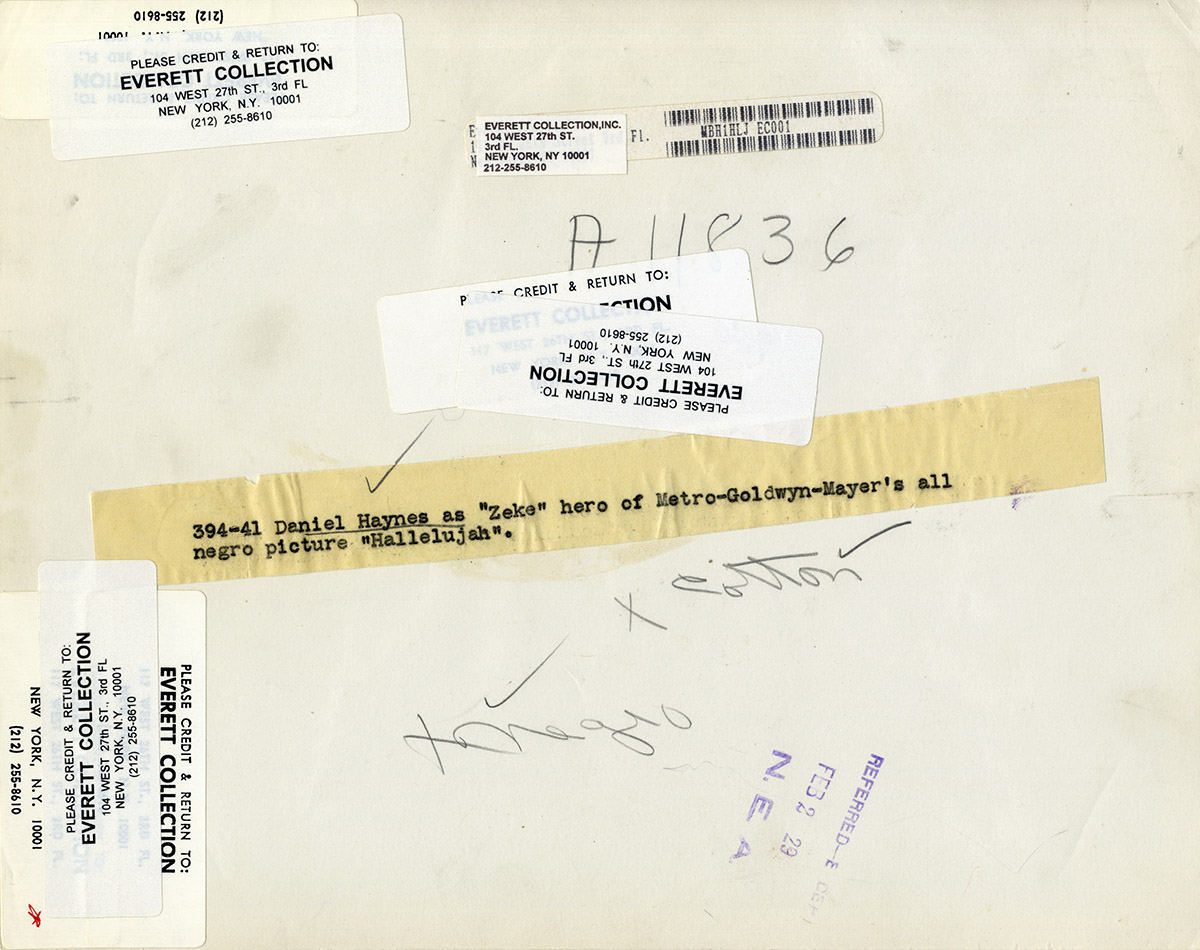 (212) 255-8610
10001
PLEASE CREDIT & RETURN TO:
EVERETT COLLECTION
104 WEST 27th ST., 3rd FL
NEW YORK, N.Y. 10001
(212) 255-8610
EVERETT COLLECTION,INC.
104 WEST 27th ST.
3rd FL.
NEW YORK, NY 10001
212-255-8610
Fl.
MBH1HLJ EC001
A 11836
CREDIT & RETURN TO:
PLEASE CREDIT & RETURN TO:
EVERETT COLLECTION
104 WEST 27th ST., 3rd FL
NEW YORK, N.Y. 10001
(212) 255-8610
394-41 Daniel Haynes as "Zeke" hero of Metro-Goldwyn-Mayer's all
negro picture "Hallelujah".
x cotton
negro
PLEASE CREDIT & RETURN TO:
EVERETT COLLECTION
104 WEST 27th ST., 3rd FL
NEW YORK, N.Y. 10001
(212) 255-8610
PLEASE CREDIT & RETURN TO:
EVERETT COLLECTION
NEW YORK, N.Y. 10001
(212) 255-8610
REFERRED-E
FEB 2 29
N.E A